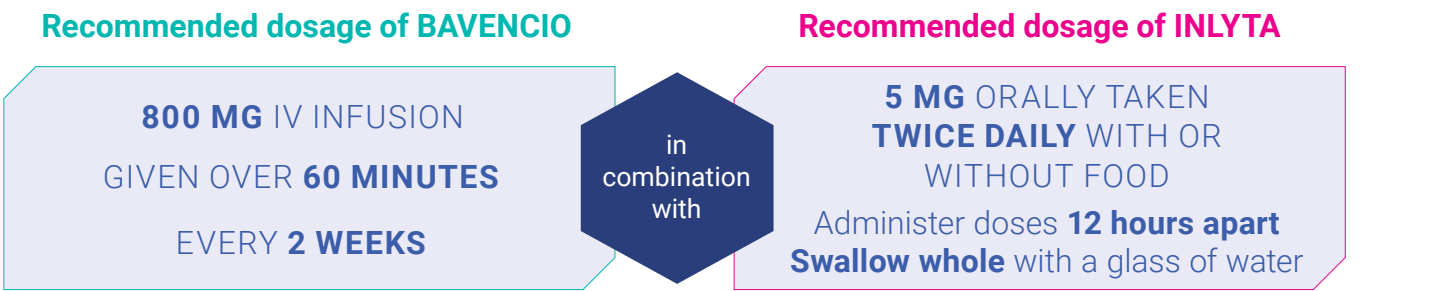 Recommended dosage of BAVENCIO
800 MG IV INFUSION
GIVEN OVER 60 MINUTES
EVERY 2 WEEKS
in
combination
with
Recommended dosage of INLYTA
5 MG ORALLY TAKEN
TWICE DAILY WITH OR
WITHOUT FOOD
Administer doses 12 hours apart
Swallow whole with a glass of water